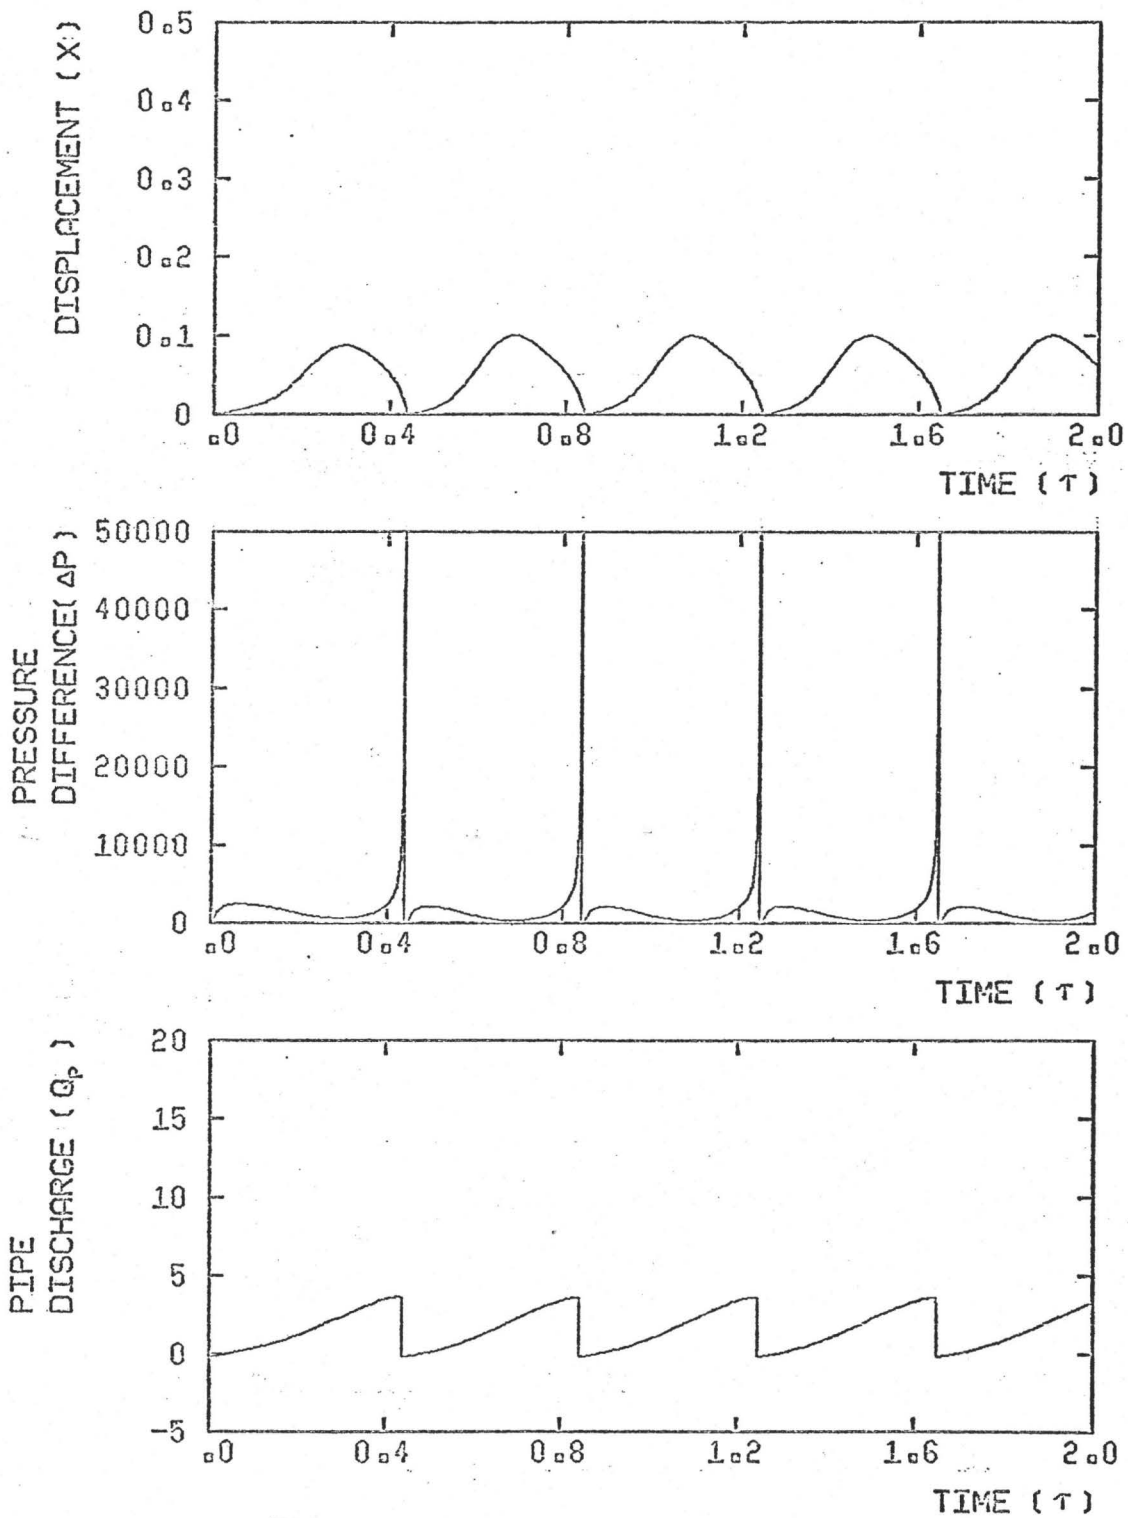 DISPLACEMENT (X)
0.5
0.4
0.3
0.2
0.1
0
.0 0.4 0.8 1.2 1.6 2.0
TIME (τ)
PRESSURE
DIFFERENCE(ΔP)
50000
40000
30000
20000
10000
0
.0 0.4 0.8 1.2 1.6 2.0
TIME (τ)
PIPE
DISCHARGE (Qp)
20
15
10
5
0
-5
.0 0.4 0.8 1.2 1.6 2.0
TIME (τ)